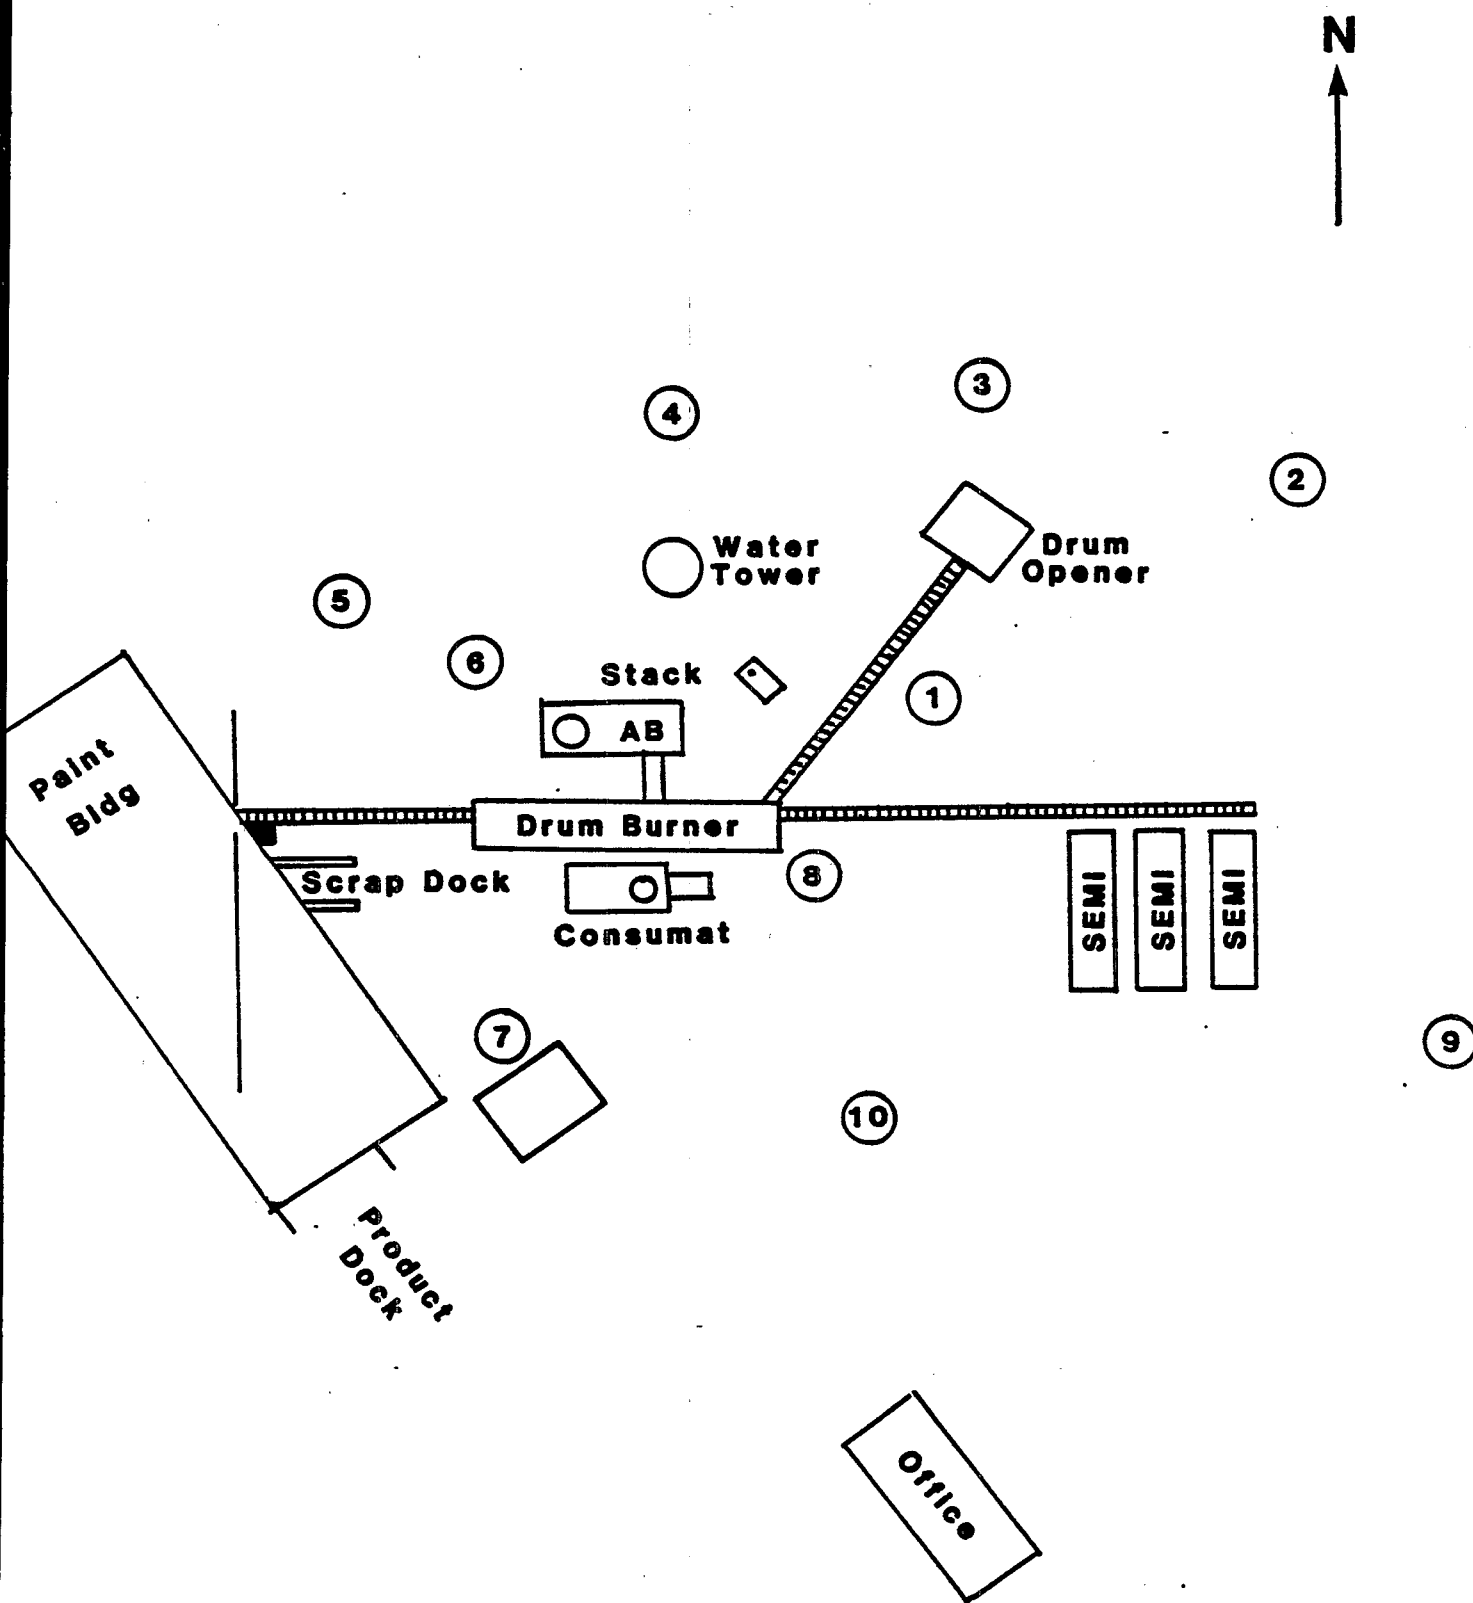 N
3
4
2
Water
Tower
Drum
Opener
5
6
Stack
1
AB
Paint
Bldg
Drum Burner
8
Scrap Dock
Consumat
SEMI
SEMI
SEMI
7
9
10
Product
Dock
Office